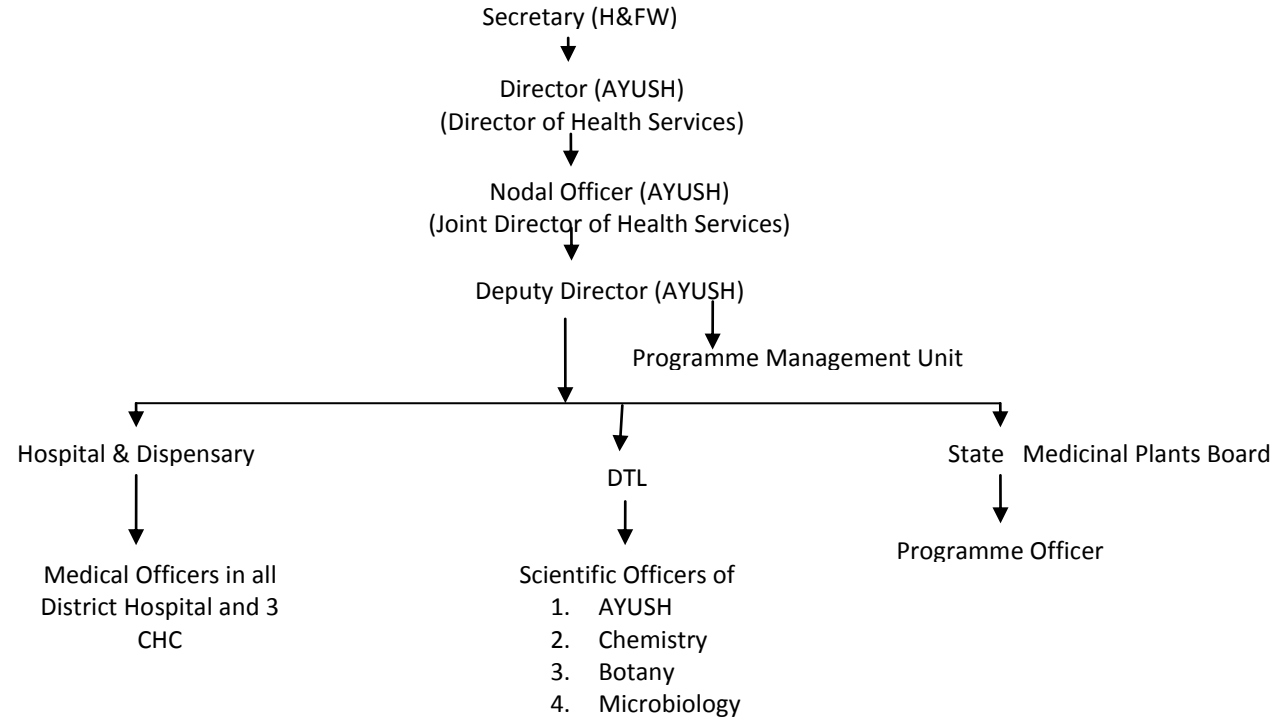 Secretary (H&FW)
Director (AYUSH)
(Director of Health Services)
Nodal Officer (AYUSH)
(Joint Director of Health Services)
Deputy Director (AYUSH)
Programme Management Unit
Hospital & Dispensary
DTL
State Medicinal Plants Board
Medical Officers in all
District Hospital and 3
CHC
Scientific Officers of
1. AYUSH
2. Chemistry
3. Botany
4. Microbiology
Programme Officer